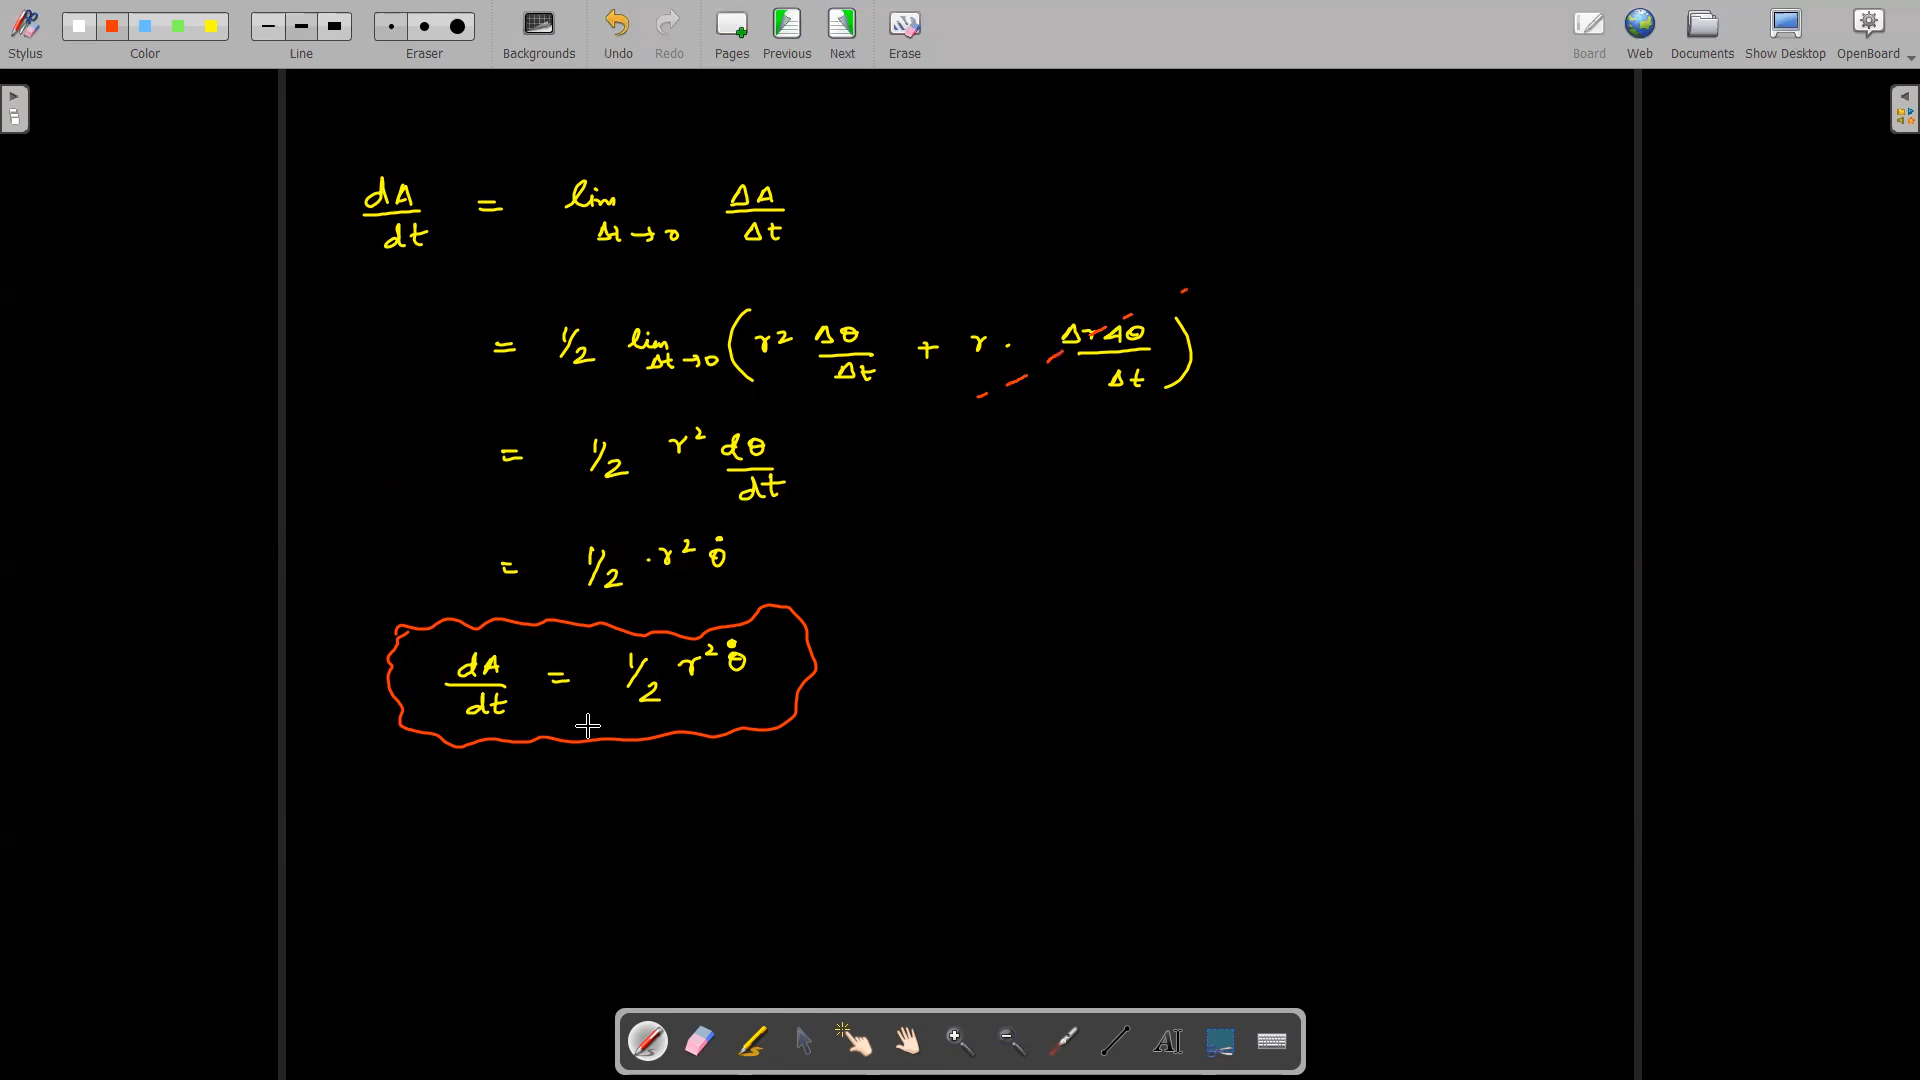 Stylus Color Line Eraser Backgrounds Undo Redo Pages Previous Next Erase Board Web Documents Show Desktop OpenBoard
dA/dt = lim Δt→0 ΔA/Δt
= 1/2 lim Δt→0 ( r² Δθ/Δt + r · ΔrΔθ/Δt )
= 1/2 r² dθ/dt
= 1/2 · r² θ̇
dA/dt = 1/2 r² θ̇
AI